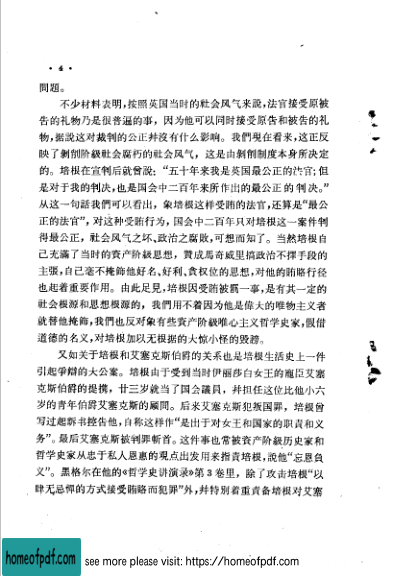 · 4 ·
問題。
不少材料表明,按照英国当时的社会风气来說,法官接受原被
告的礼物乃是很普遍的事,因为他可以同时接受原告和被告的礼
物,据說这对裁判的公正并沒有什么影响。我們現在看来,这正反
映了剝削阶級社会腐朽的社会风气,这是由剝削制度本身所决定
的。培根在宣判后就曾說:“五十年来我是英国最公正的法官;但
是对于我的判决,也是国会中二百年来所作出的最公正的判决。”
从这一句話我們可以看出,象培根这样受賄的法官,还算是“最公
正的法官”,对这种受賄行为,国会中二百年只对培根这一案件判
得最公正,社会风气之坏、政治之腐敗,可想而知了。当然培根自
己充滿了当时的資产阶級思想,贊成馬奇威里搞政治不擇手段的
主張,自己毫不掩飾他好名、好利、貪权位的思想,对他的賄賂行径
也起着重要作用。由此足見,培根因受賄被罰一事,是有其一定的
社会根源和思想根源的,我們用不着因为他是偉大的唯物主义者
就替他掩飾,我們也反对象有些資产阶級唯心主义哲学史家,假借
道德的名义,对培根加以无根据的大惊小怪的毁謗。
又如关于培根和艾塞克斯伯爵的关系也是培根生活史上一件
引起爭辯的大公案。培根由于受到当时伊丽莎白女王的寵臣艾塞
克斯伯爵的提携,廿三岁就当了国会議員,并担任这位比他小六
岁的青年伯爵艾塞克斯的顾問。后来艾塞克斯犯叛国罪,培根曾
写过起訴书控告他,自称这样作“是出于对女王和国家的职責和义
务”。最后艾塞克斯被判罪斬首。这件事也常被資产阶級历史家和
哲学史家从忠于私人恩惠的观点出发用来指責培根,說他“忘恩負
义”。黑格尔在他的《哲学史讲演录》第3卷里,除了攻击培根“以
肆无忌憚的方式接受賄賂而犯罪”外,并特別着重責备培根对艾塞
homeofpdf.com
see more please visit: https://homeofpdf.com